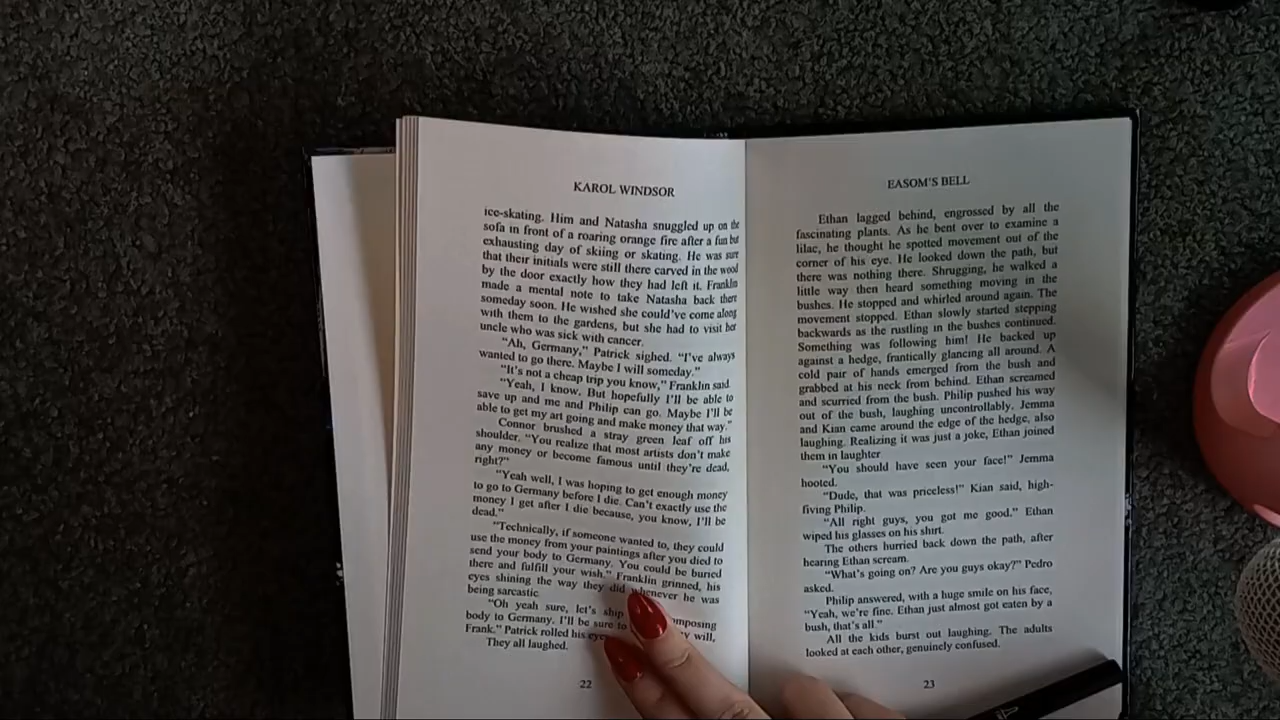 KAROL WINDSOR
ice-skating. Him and Natasha snuggled up on the
sofa in front of a roaring orange fire after a fun but
exhausting day of skiing or skating. He was sure
that their initials were still there carved in the wood
by the door exactly how they had left it. Franklin
made a mental note to take Natasha back there
someday soon. He wished she could've come along
with them to the gardens, but she had to visit her
uncle who was sick with cancer.
"Ah, Germany," Patrick sighed. "I've always
wanted to go there. Maybe I will someday."
"It's not a cheap trip you know," Franklin said.
"Yeah, I know. But hopefully I'll be able to
save up and me and Philip can go. Maybe I'll be
able to get my art going and make money that way."
Connor brushed a stray green leaf off his
shoulder. "You realize that most artists don't make
any money or become famous until they're dead,
right?"
"Yeah well, I was hoping to get enough money
to go to Germany before I die. Can't exactly use the
money I get after I die because, you know, I'll be
dead."
"Technically, if someone wanted to, they could
use the money from your paintings after you died to
send your body to Germany. You could be buried
there and fulfill your wish." Franklin grinned, his
eyes shining the way they did whenever he was
being sarcastic
"Oh yeah sure, let's ship
body to Germany. I'll be sure to will,
Frank." Patrick rolled his eyes
They all laughed.
22
EASOM'S BELL
Ethan lagged behind, engrossed by all the
fascinating plants. As he bent over to examine a
lilac, he thought he spotted movement out of the
corner of his eye. He looked down the path, but
there was nothing there. Shrugging, he walked a
little way then heard something moving in the
bushes. He stopped and whirled around again. The
movement stopped. Ethan slowly started stepping
backwards as the rustling in the bushes continued.
Something was following him! He backed up
against a hedge, frantically glancing all around. A
cold pair of hands emerged from the bush and
grabbed at his neck from behind. Ethan screamed
and scurried from the bush. Philip pushed his way
out of the bush, laughing uncontrollably. Jemma
and Kian came around the edge of the hedge, also
laughing. Realizing it was just a joke, Ethan joined
them in laughter
"You should have seen your face!" Jemma
hooted.
"Dude, that was priceless!" Kian said, high-
fiving Philip.
"All right guys, you got me good." Ethan
wiped his glasses on his shirt.
The others hurried back down the path, after
hearing Ethan scream.
"What's going on? Are you guys okay?" Pedro
asked.
Philip answered, with a huge smile on his face,
"Yeah, we're fine. Ethan just almost got eaten by a
bush, that's all."
All the kids burst out laughing. The adults
looked at each other, genuinely confused.
23